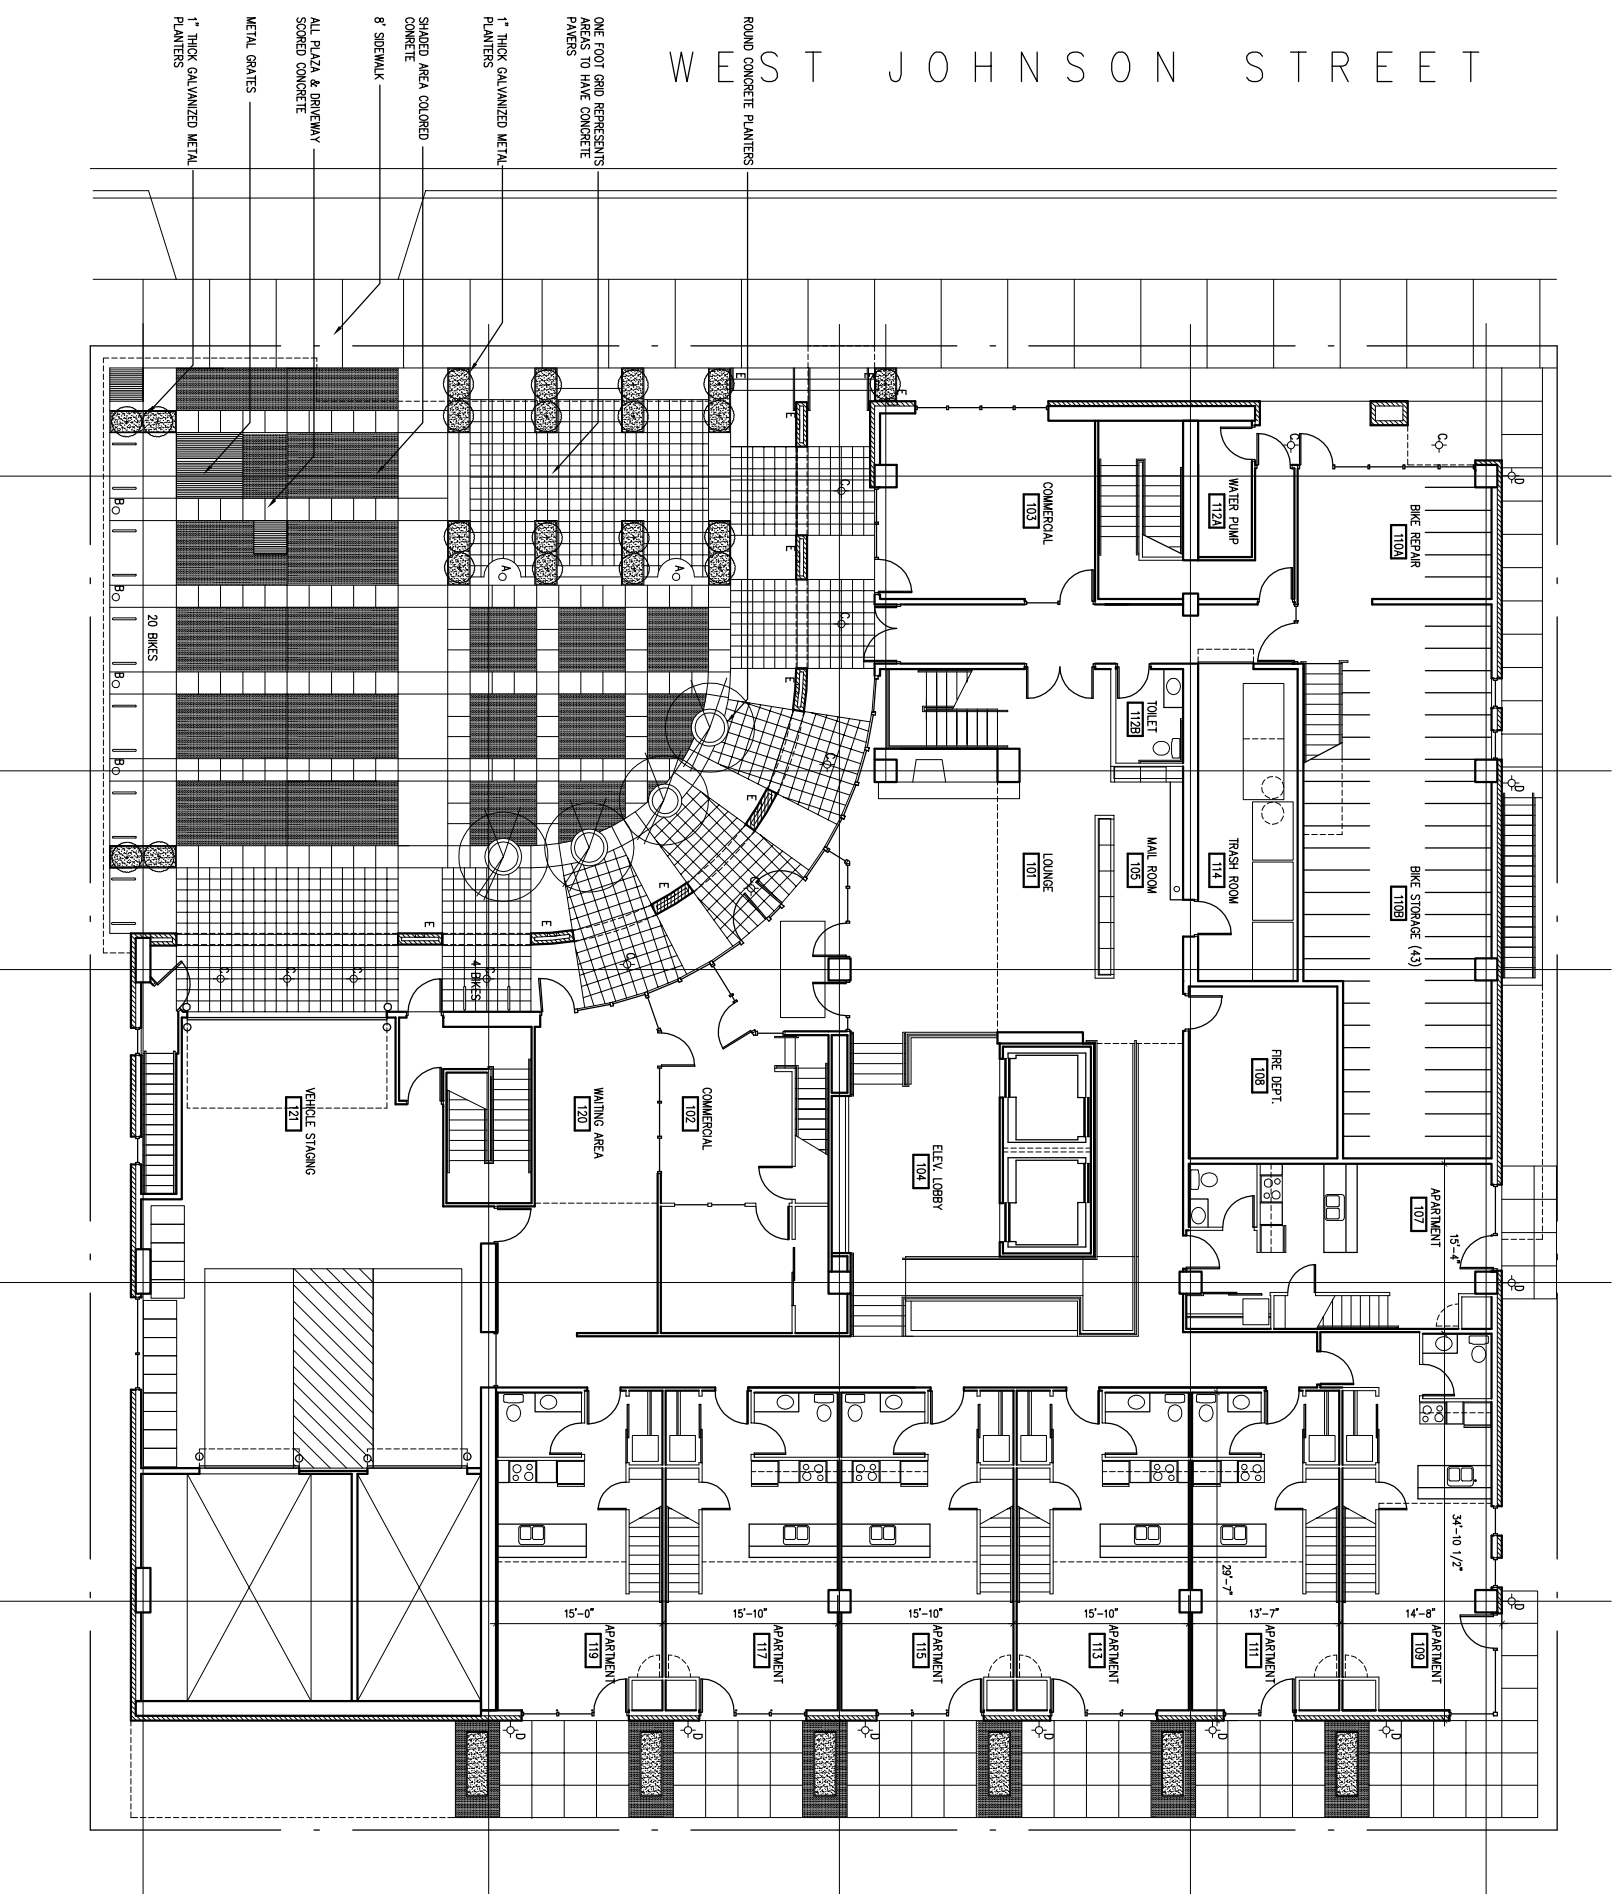 WEST JOHNSON STREET
1" THICK GALVANIZED METAL
PLANTERS
METAL GRATES
ALL PLAZA & DRIVEWAY
SCORED CONCRETE
8' SIDEWALK
SHADED AREA COLORED
CONRETE
1" THICK GALVANIZED METAL
PLANTERS
ONE FOOT GRID REPRESENTS
AREAS TO HAVE CONCRETE
PAVERS
ROUND CONCRETE PLANTERS
COMMERCIAL
103
WATER PUMP
112A
BIKE REPAIR
110A
TOILET
112B
LOUNGE
101
MAIL ROOM
105
TRASH ROOM
114
BIKE STORAGE (43)
110B
20 BIKES
4 BIKES
FIRE DEPT.
108
VEHICLE STAGING
121
WAITING AREA
120
COMMERCIAL
102
ELEV. LOBBY
104
APARTMENT
107
15'-4"
34'-10 1/2"
29'-7"
15'-0"
15'-10"
15'-10"
15'-10"
13'-7"
14'-8"
APARTMENT
119
APARTMENT
117
APARTMENT
115
APARTMENT
113
APARTMENT
111
APARTMENT
109
A
A
B
B
B
B
C
C
C
C
C
C
C
C
C
C
C
D
D
D
D
D
D
D
D
D
D
E
E
E
E
E
E
E
E
E
E